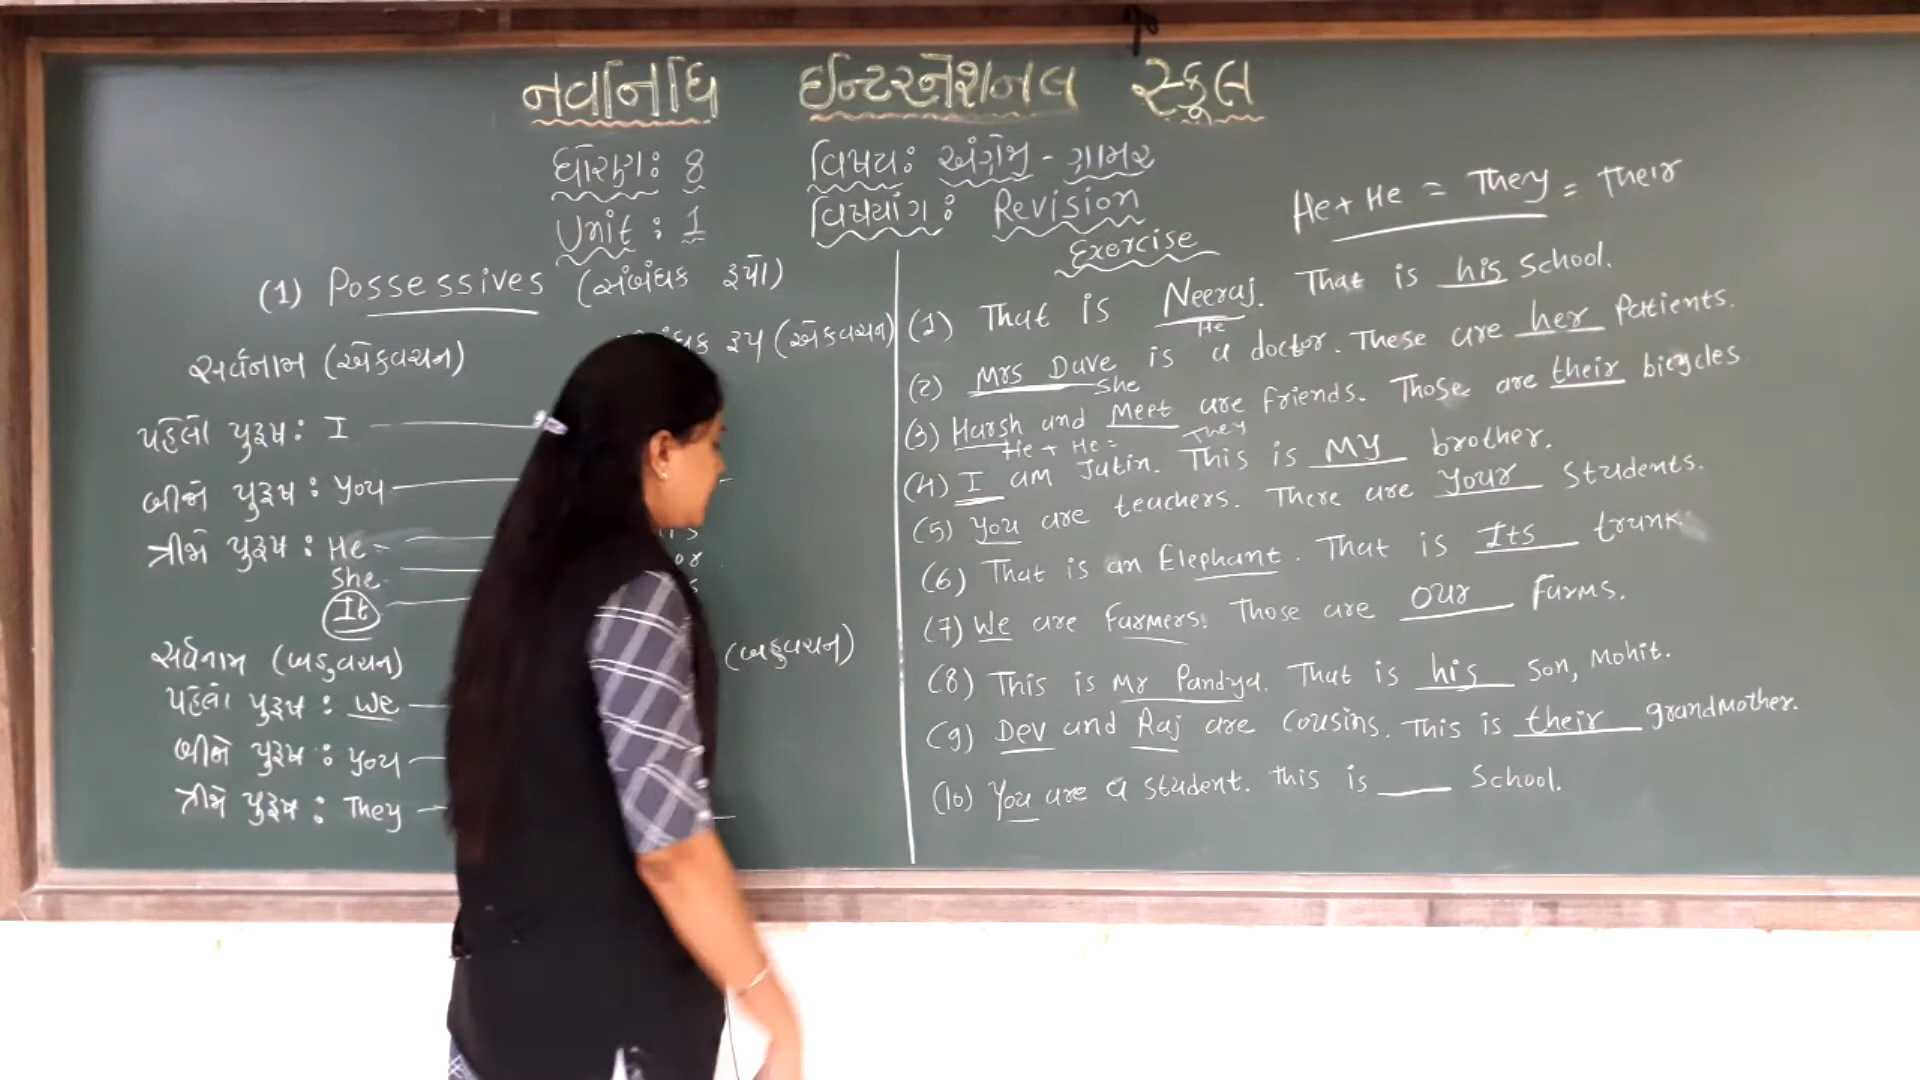 નવનિધિ ઈન્ટરનેશનલ સ્કૂલ
ધોરણ: 8 વિષય: અંગ્રેજી - ગ્રામર
Unit : 1 વિષયાંગ: Revision
He + He = They = Their
(1) Possessives (સંબંધક રૂપો)
સર્વનામ (એકવચન)
રૂપ (એકવચન)
પહેલો પુરૂષ: I
બીજો પુરૂષ: You
ત્રીજો પુરૂષ: He
She
It
સર્વનામ (બહુવચન) (બહુવચન)
પહેલો પુરૂષ: We
બીજો પુરૂષ: You
ત્રીજો પુરૂષ: They
Exercise
(1) That is Neeraj. That is his School.
He
(2) Mrs Dave is a doctor. These are her Patients.
She
(3) Harsh and Meet are friends. Those are their bicycles
He + He = They
(4) I am Jatin. This is My brother.
(5) You are teachers. There are Your Students.
(6) That is an Elephant. That is Its trunk.
(7) We are Farmers. Those are our Farms.
(8) This is Mr Pandya. That is his Son, Mohit.
(9) Dev and Raj are cousins. This is their grandmother.
(10) You are a student. This is ___ School.